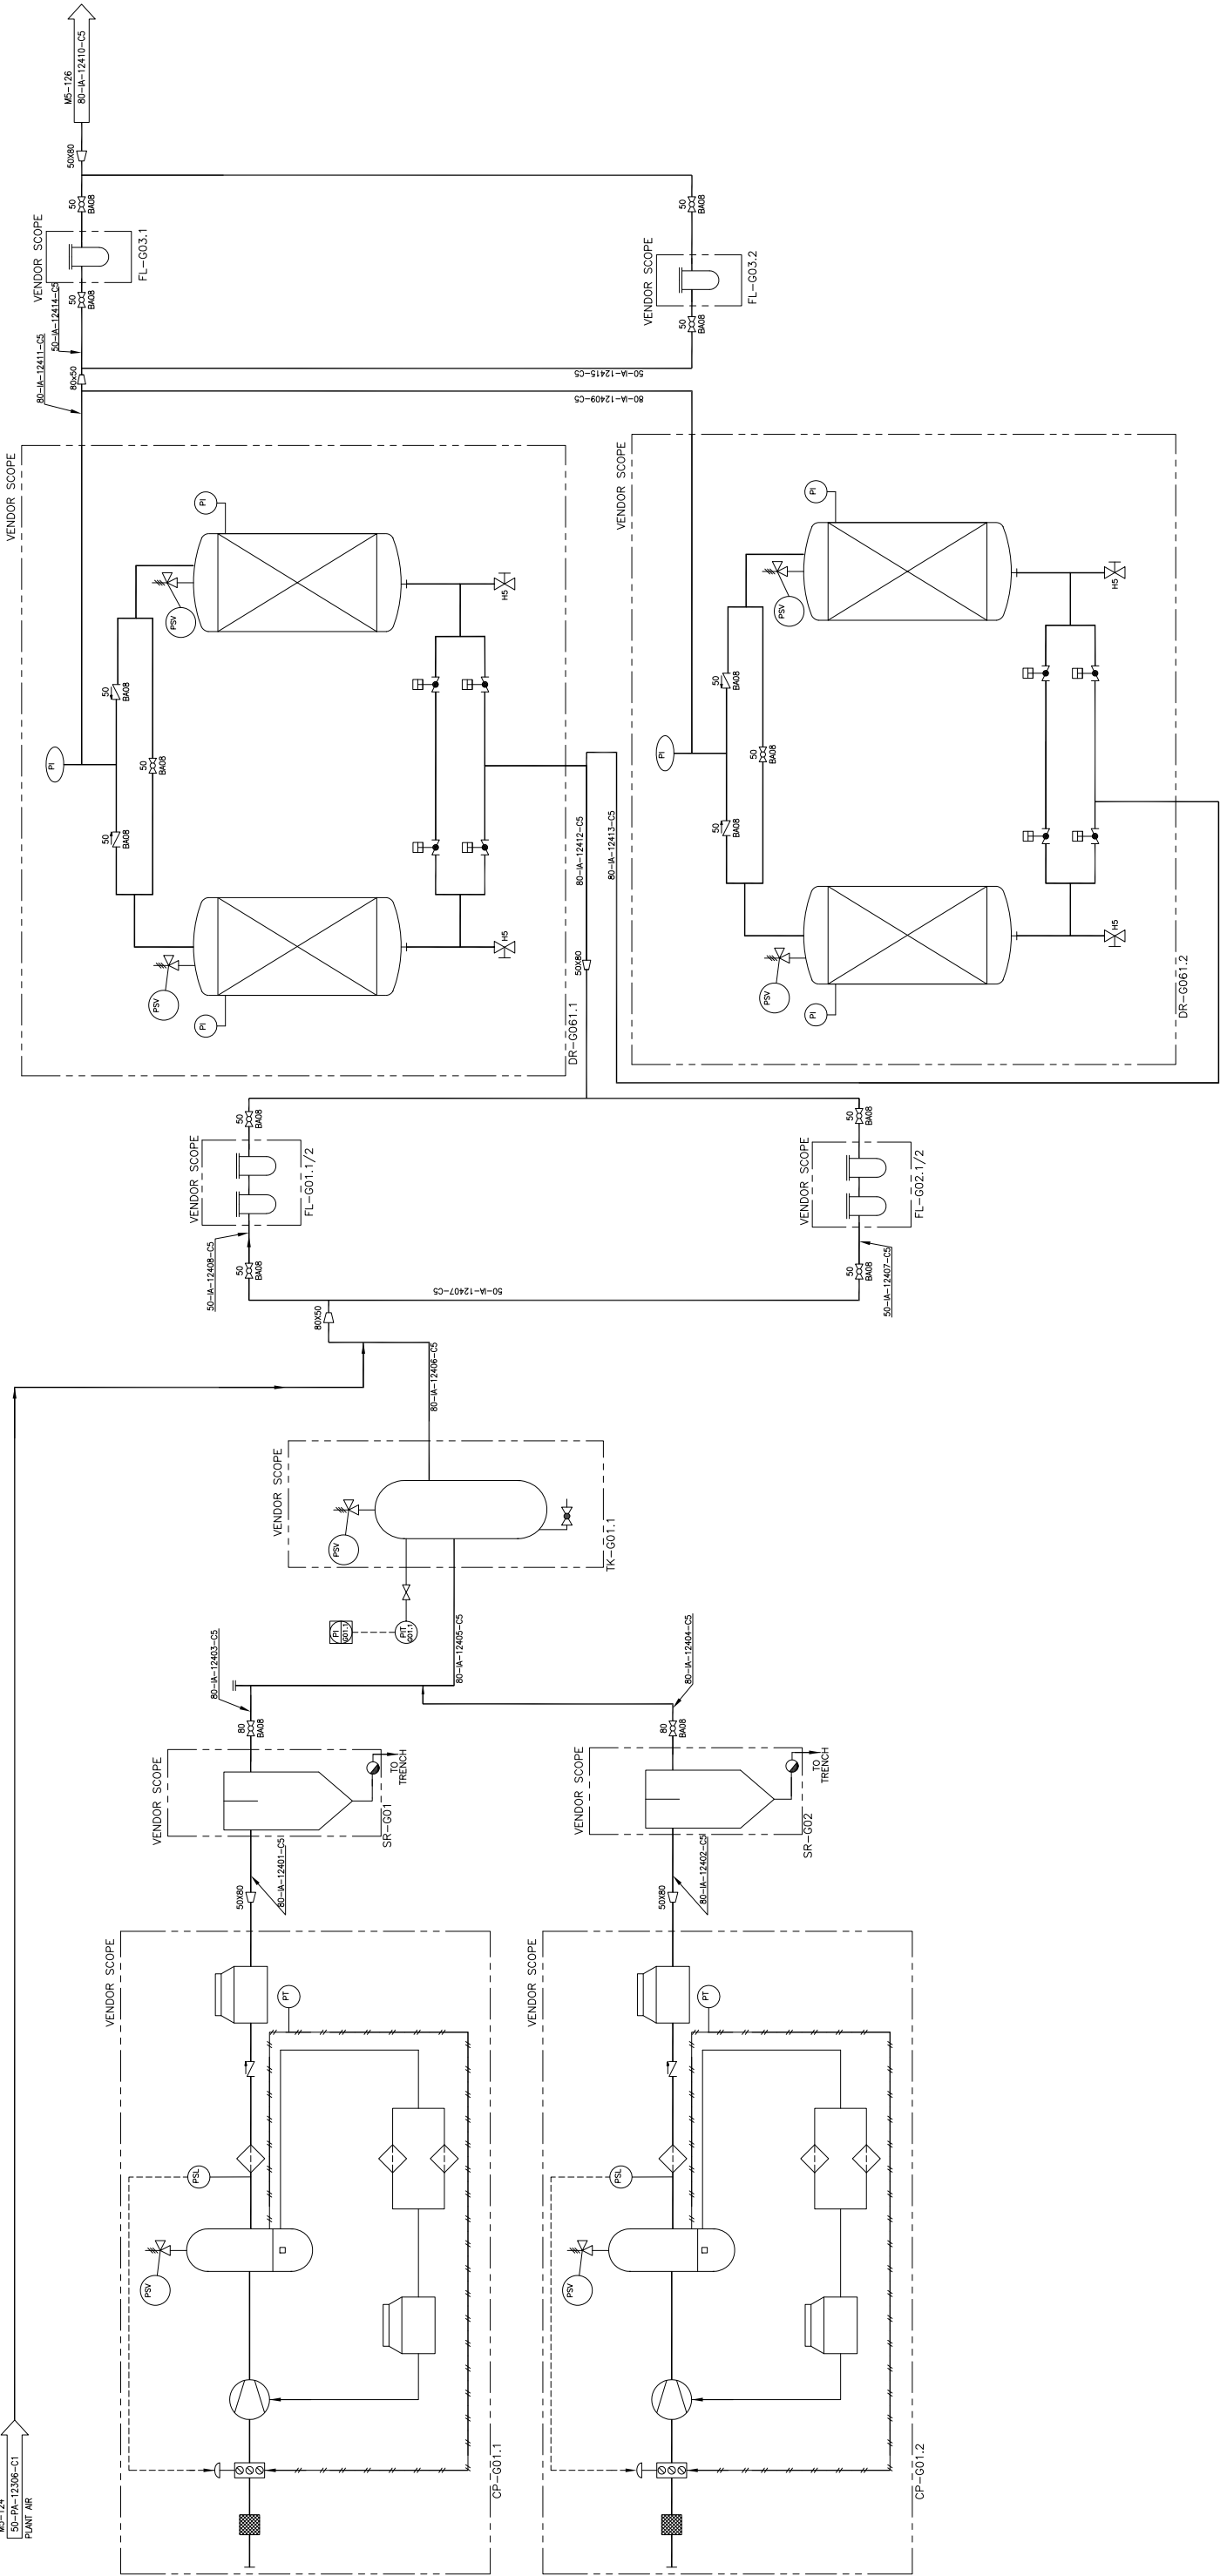 M5-126
80-IA-12410-C5
50X80
50
BA08
VENDOR SCOPE
FL-G03.1
50
BA08
50-IA-12414-C5
80-IA-12411-C5
80x50
50
BA08
VENDOR SCOPE
FL-G03.2
50
BA08
50-IA-12415-C5
80-IA-12409-C5
VENDOR SCOPE
PI
PSV
H5
50
BA08
PI
50
BA08
50
BA08
H5
PSV
PI
DR-G061.1
VENDOR SCOPE
PI
PSV
H5
50
BA08
PI
50
BA08
50
BA08
H5
PSV
PI
DR-G061.2
80-IA-12412-C5
80-IA-12413-C5
50X80
50
BA08
VENDOR SCOPE
FL-G01.1/2
50-IA-12408-C5
50
BA08
50
BA08
VENDOR SCOPE
FL-G02.1/2
50-IA-12407-C5
50
BA08
50-IA-12407-C5
80X50
80-IA-12406-C5
VENDOR SCOPE
PSV
TK-G01.1
PI
G01.1
PIT
G01.1
80-IA-12405-C5
80-IA-12403-C5
80-IA-12404-C5
80
BA08
VENDOR SCOPE
TO
TRENCH
SR-G01
80-IA-12401-C5
50X80
80
BA08
VENDOR SCOPE
TO
TRENCH
SR-G02
80-IA-12402-C5
50X80
VENDOR SCOPE
PT
PSL
PSV
CP-G01.1
VENDOR SCOPE
PT
PSL
PSV
CP-G01.2
M5-124
50-PA-12306-C1
PLANT AIR